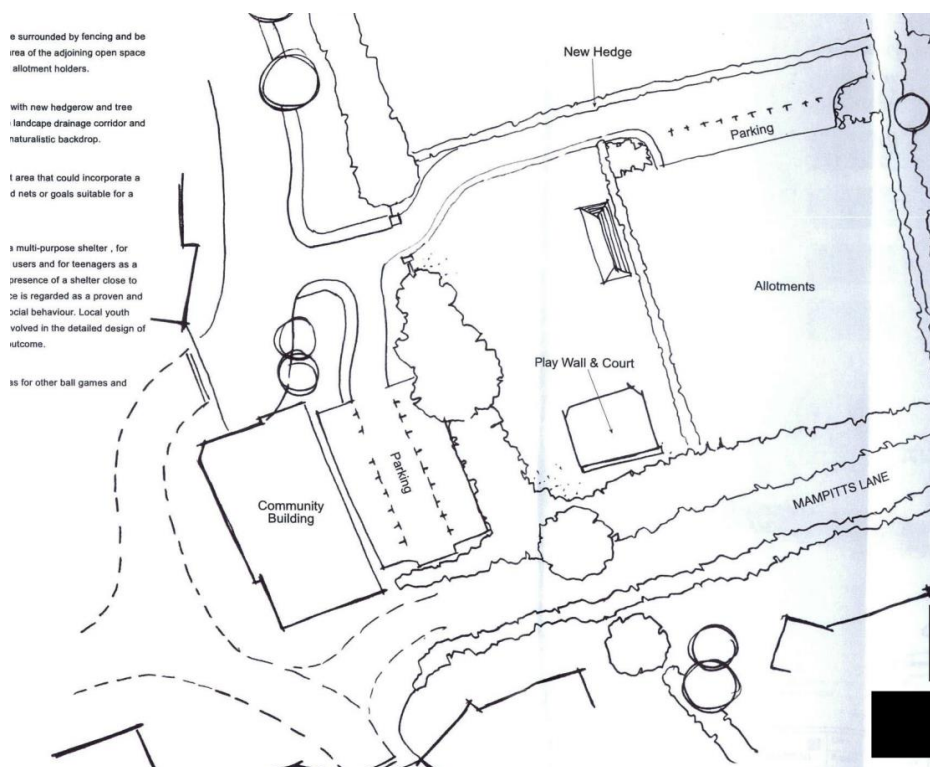 e surrounded by fencing and be
rea of the adjoining open space
allotment holders.
with new hedgerow and tree
landcape drainage corridor and
naturalistic backdrop.
t area that could incorporate a
d nets or goals suitable for a
a multi-purpose shelter , for
users and for teenagers as a
presence of a shelter close to
ce is regarded as a proven and
ocial behaviour. Local youth
volved in the detailed design of
outcome.
as for other ball games and
New Hedge
Parking
Allotments
Play Wall & Court
Parking
Community
Building
MAMPITTS LANE